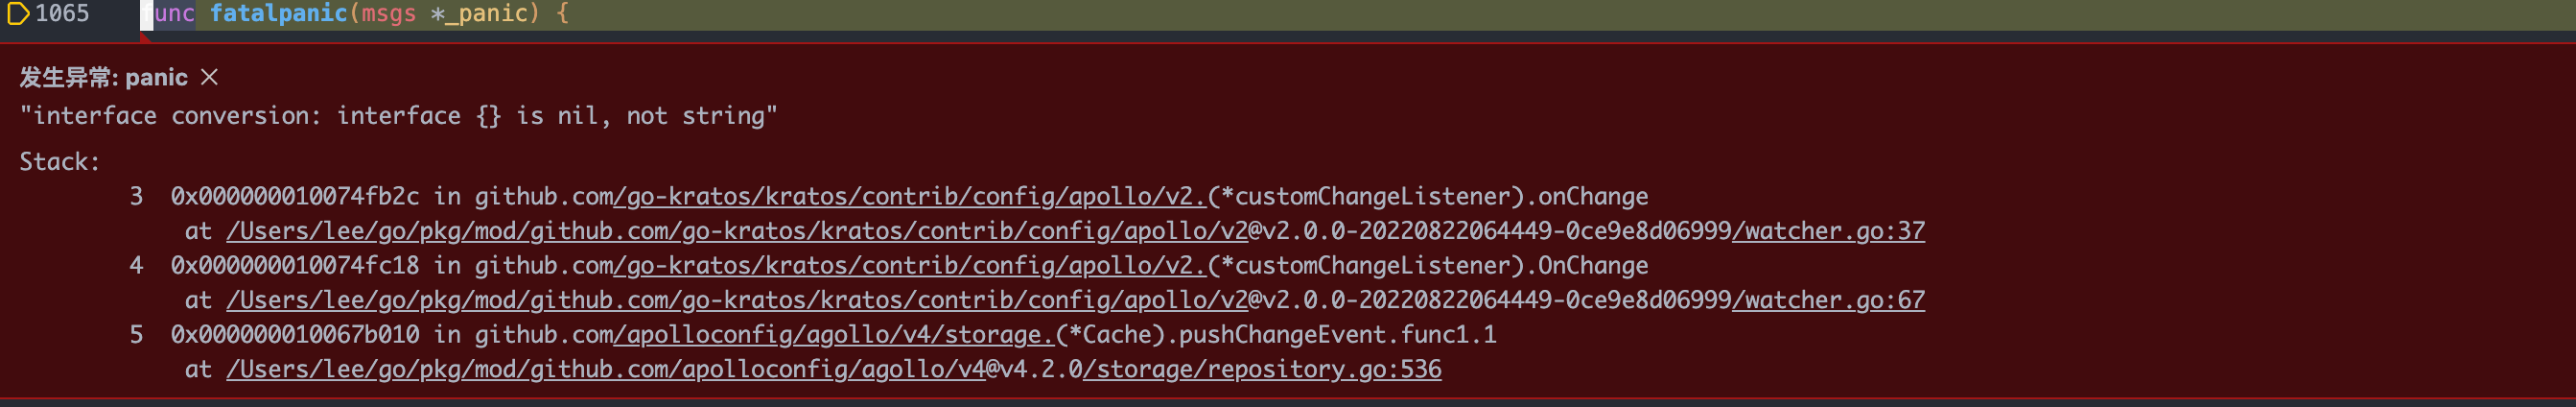 1065 func fatalpanic(msgs *_panic) {
发生异常: panic ×
"interface conversion: interface {} is nil, not string"
Stack:
3 0x000000010074fb2c in github.com/go-kratos/kratos/contrib/config/apollo/v2.(*customChangeListener).onChange
at /Users/lee/go/pkg/mod/github.com/go-kratos/kratos/contrib/config/apollo/v2@v2.0.0-20220822064449-0ce9e8d06999/watcher.go:37
4 0x000000010074fc18 in github.com/go-kratos/kratos/contrib/config/apollo/v2.(*customChangeListener).OnChange
at /Users/lee/go/pkg/mod/github.com/go-kratos/kratos/contrib/config/apollo/v2@v2.0.0-20220822064449-0ce9e8d06999/watcher.go:67
5 0x000000010067b010 in github.com/apolloconfig/agollo/v4/storage.(*Cache).pushChangeEvent.func1.1
at /Users/lee/go/pkg/mod/github.com/apolloconfig/agollo/v4@v4.2.0/storage/repository.go:536